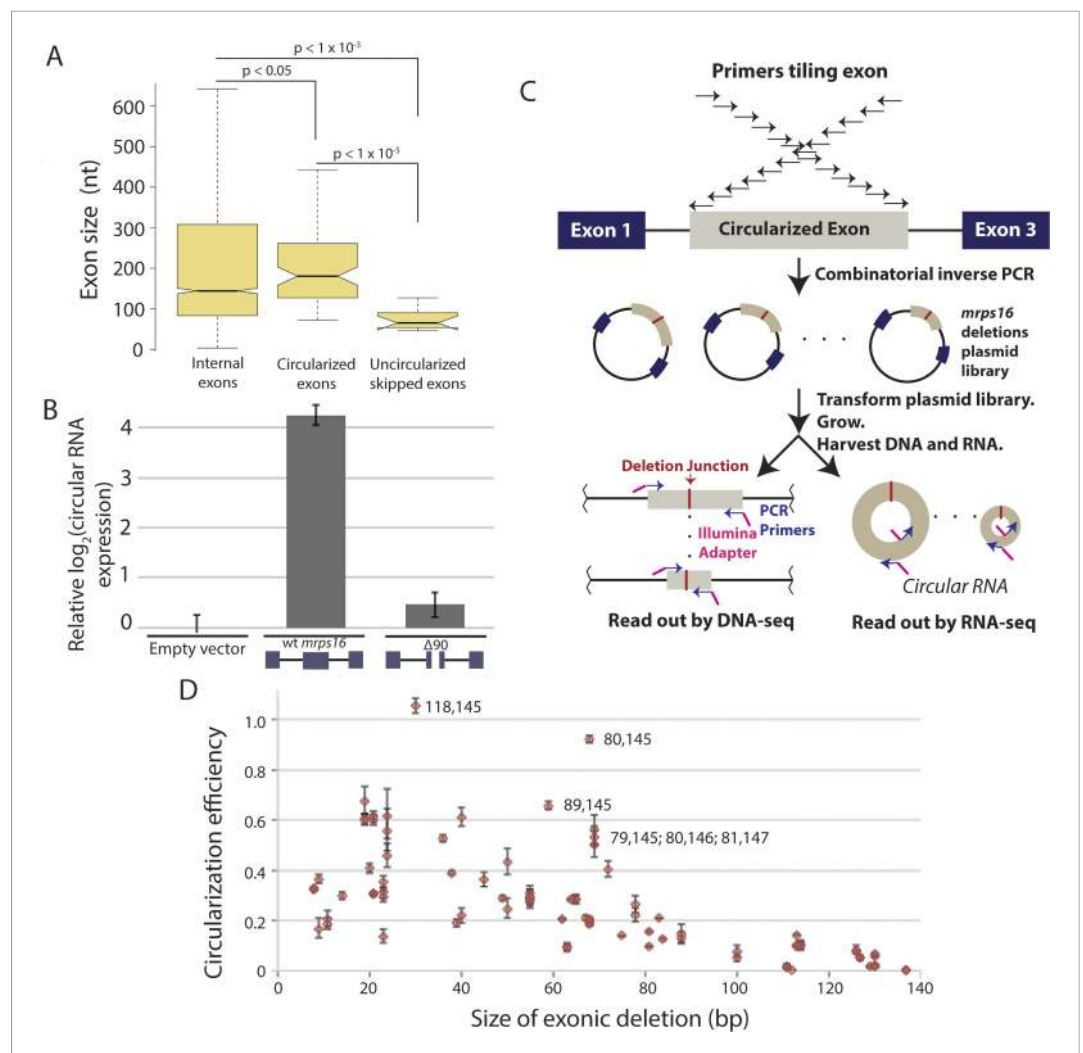 A
p < 1 x 10⁻³
p < 0.05
p < 1 x 10⁻⁵
Exon size (nt)
600
500
400
300
200
100
0
Internal
exons
Circularized
exons
Uncircularized
skipped exons
B
Relative log₂(circular RNA
expression)
4
3
2
1
0
Empty vector
wt mrps16
Δ90
C
Primers tiling exon
Exon 1
Circularized Exon
Exon 3
Combinatorial inverse PCR
mrps16
deletions
plasmid
library
Transform plasmid library.
Grow.
Harvest DNA and RNA.
Deletion Junction
PCR
Primers
Illumina
Adapter
Circular RNA
Read out by DNA-seq
Read out by RNA-seq
D
Circularization efficiency
1.0
0.8
0.6
0.4
0.2
0
118,145
80,145
89,145
79,145; 80,146; 81,147
0
20
40
60
80
100
120
140
Size of exonic deletion (bp)